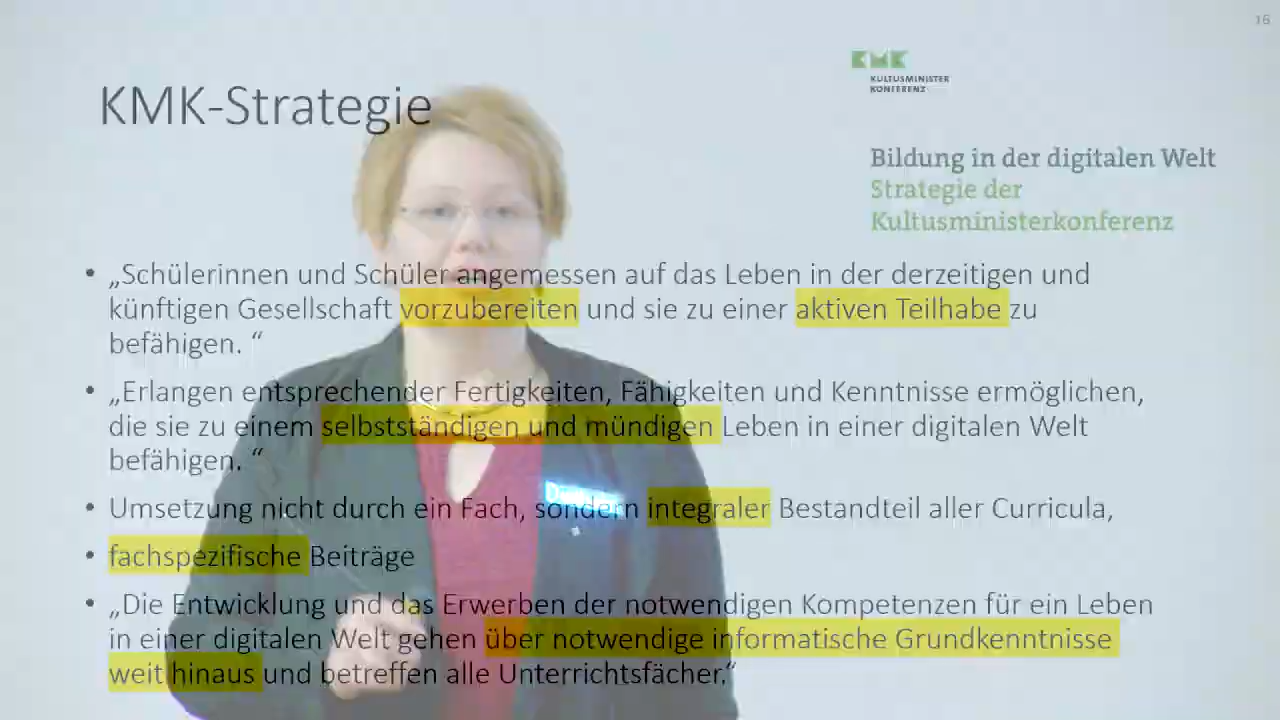 16
KMK
KULTUSMINISTER
KONFERENZ
KMK-Strategie
Bildung in der digitalen Welt
Strategie der
Kultusministerkonferenz
• „Schülerinnen und Schüler angemessen auf das Leben in der derzeitigen und
künftigen Gesellschaft vorzubereiten und sie zu einer aktiven Teilhabe zu
befähigen. “
• „Erlangen entsprechender Fertigkeiten, Fähigkeiten und Kenntnisse ermöglichen,
die sie zu einem selbstständigen und mündigen Leben in einer digitalen Welt
befähigen. “
• Umsetzung nicht durch ein Fach, sondern integraler Bestandteil aller Curricula,
• fachspezifische Beiträge
• „Die Entwicklung und das Erwerben der notwendigen Kompetenzen für ein Leben
in einer digitalen Welt gehen über notwendige informatische Grundkenntnisse
weit hinaus und betreffen alle Unterrichtsfächer.“